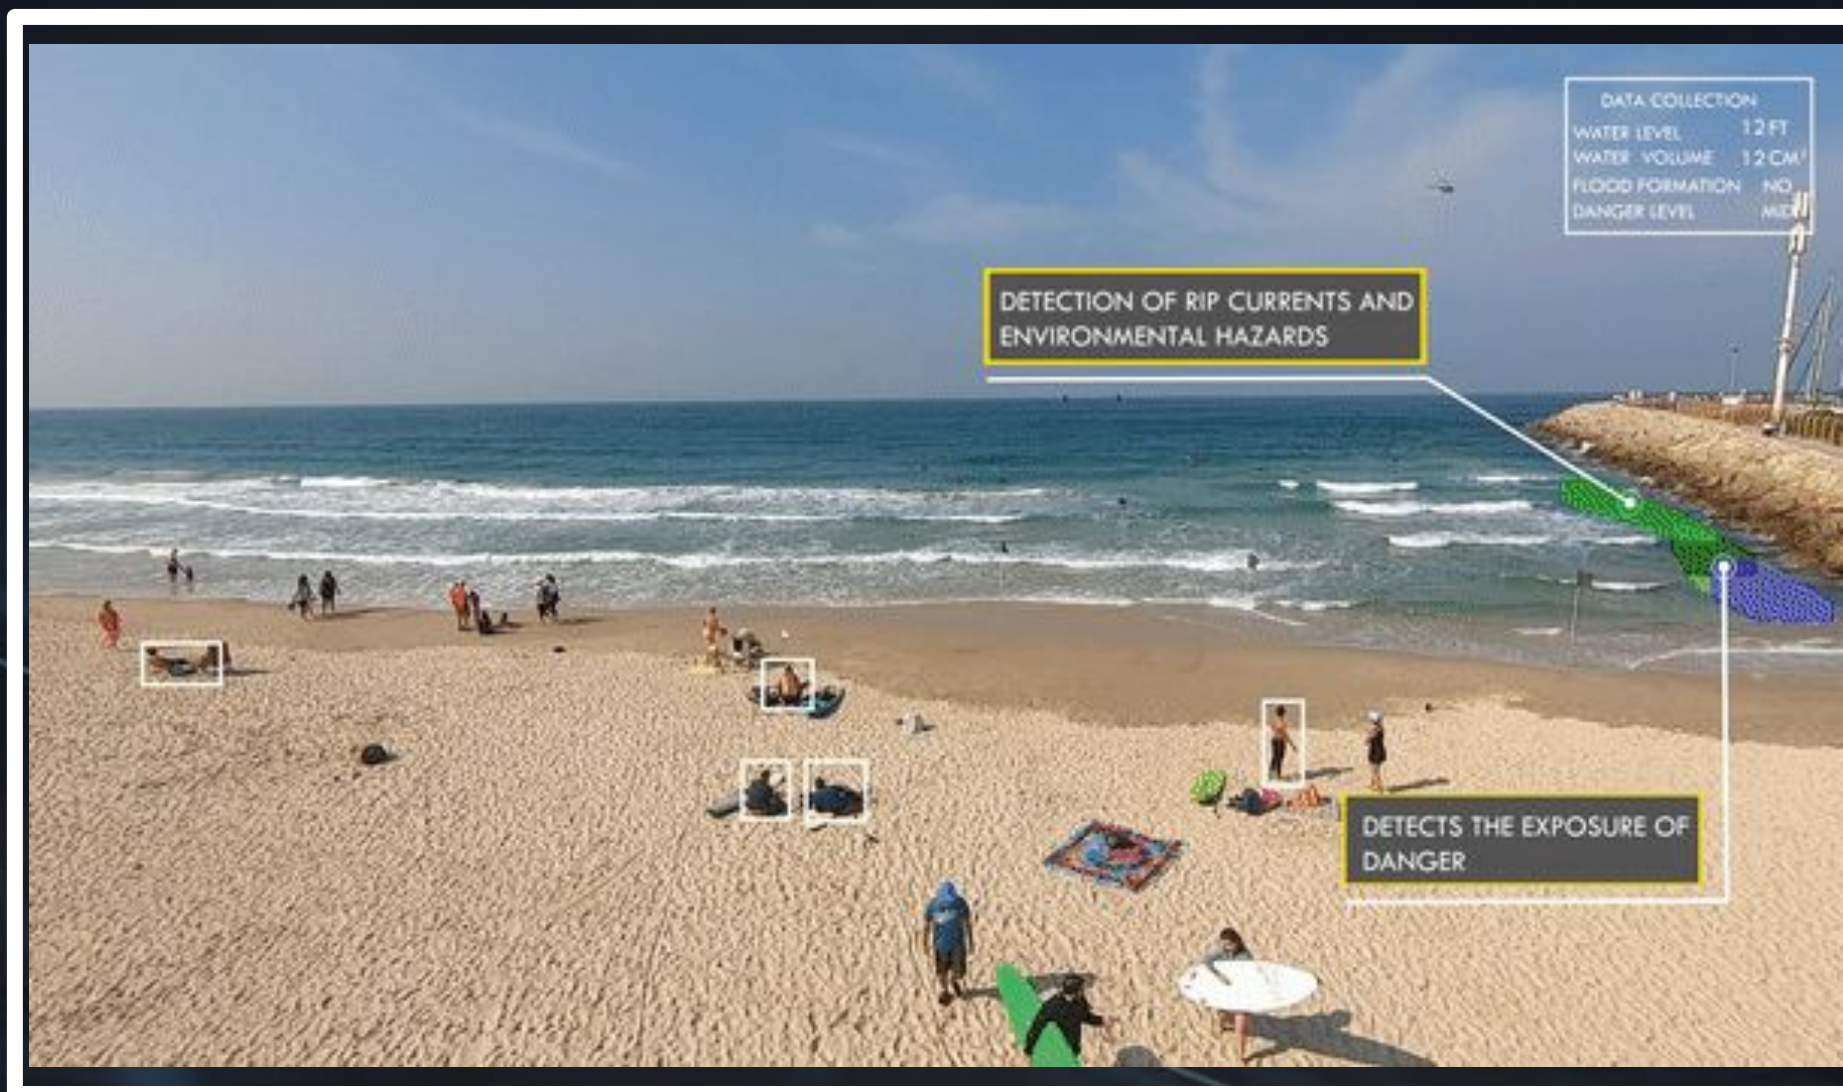 DATA COLLECTION
WATER LEVEL 12 FT
WATER VOLUME 12 CM³
FLOOD FORMATION NO
DANGER LEVEL
DETECTION OF RIP CURRENTS AND
ENVIRONMENTAL HAZARDS
DETECTS THE EXPOSURE OF
DANGER